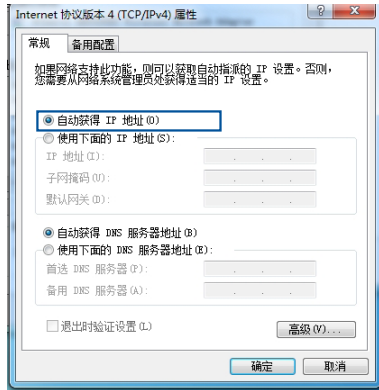 Internet 协议版本 4 (TCP/IPv4) 属性
常规
备用配置
如果网络支持此功能，则可以获取自动指派的 IP 设置。否则，
您需要从网络系统管理员处获得适当的 IP 设置。
自动获得 IP 地址(O)
使用下面的 IP 地址(S):
IP 地址(I):
子网掩码(U):
默认网关(D):
自动获得 DNS 服务器地址(B)
使用下面的 DNS 服务器地址(E):
首选 DNS 服务器(P):
备用 DNS 服务器(A):
退出时验证设置(L)
高级(V)...
确定
取消